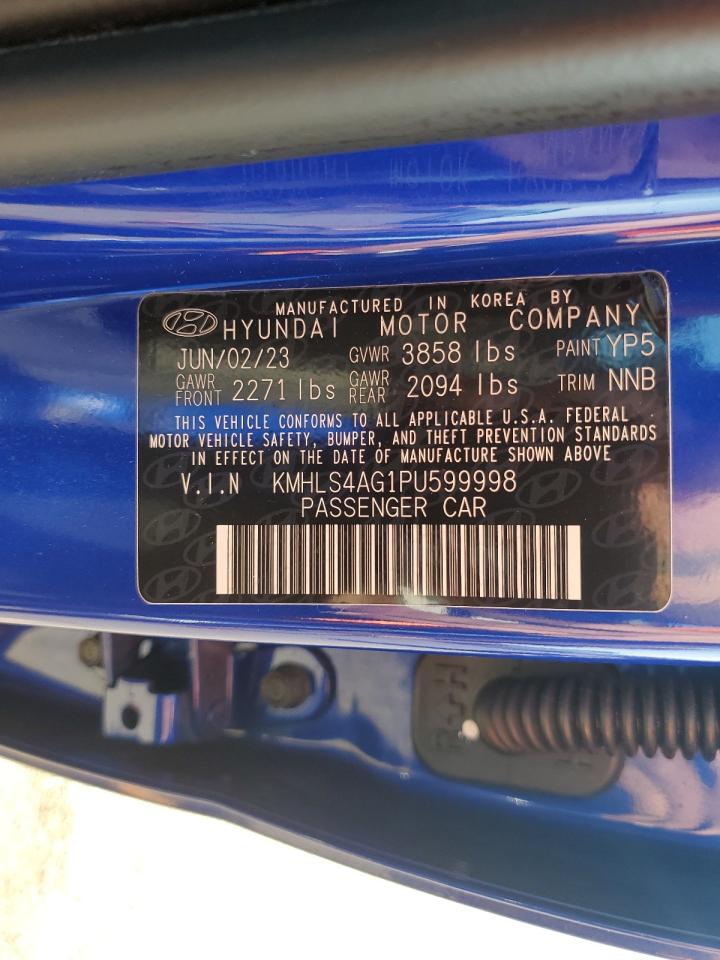 MANUFACTURED IN KOREA BY
HYUNDAI MOTOR COMPANY
JUN/02/23 GVWR 3858 lbs PAINT YP5
GAWR FRONT 2271 lbs GAWR REAR 2094 lbs TRIM NNB
THIS VEHICLE CONFORMS TO ALL APPLICABLE U.S.A. FEDERAL
MOTOR VEHICLE SAFETY, BUMPER, AND THEFT PREVENTION STANDARDS
IN EFFECT ON THE DATE OF MANUFACTURE SHOWN ABOVE
V.I.N KMHLS4AG1PU599998
PASSENGER CAR